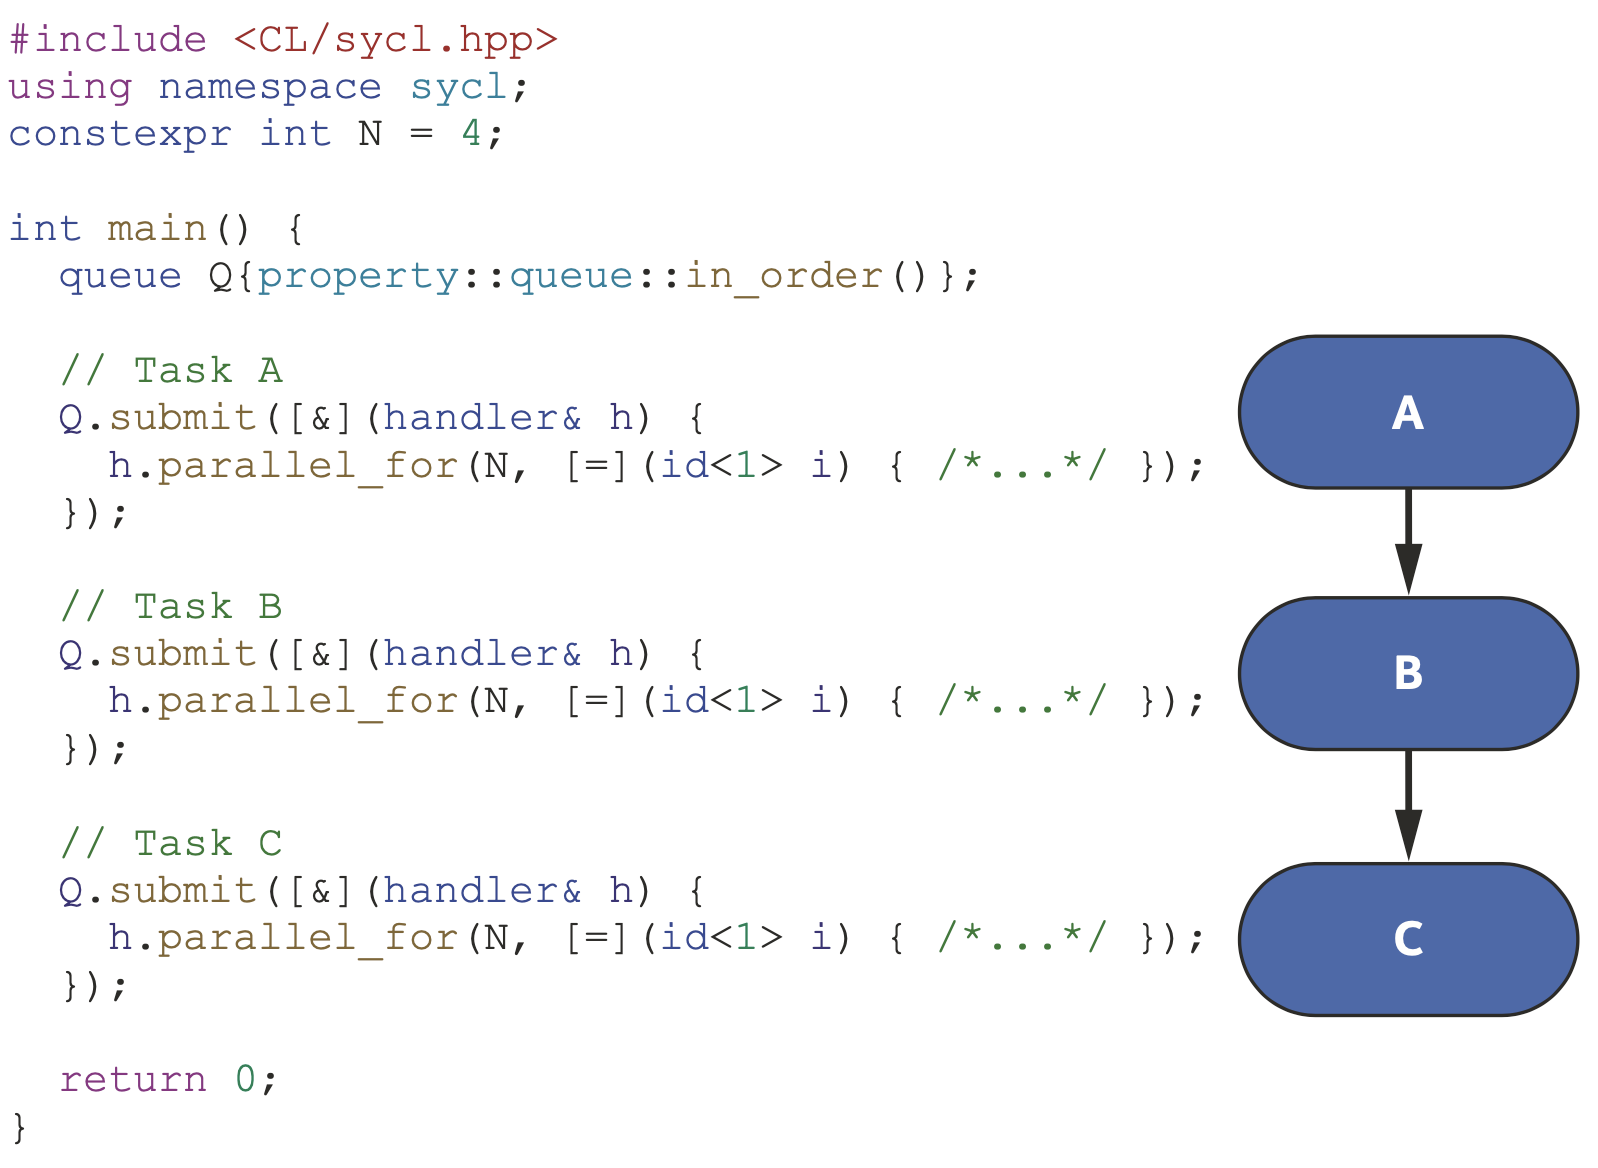 #include <CL/sycl.hpp>
using namespace sycl;
constexpr int N = 4;

int main() {
  queue Q{property::queue::in_order()};

  // Task A
  Q.submit([&](handler& h) {
    h.parallel_for(N, [=](id<1> i) { /*...*/ });
  });

  // Task B
  Q.submit([&](handler& h) {
    h.parallel_for(N, [=](id<1> i) { /*...*/ });
  });

  // Task C
  Q.submit([&](handler& h) {
    h.parallel_for(N, [=](id<1> i) { /*...*/ });
  });

  return 0;
}
A
B
C